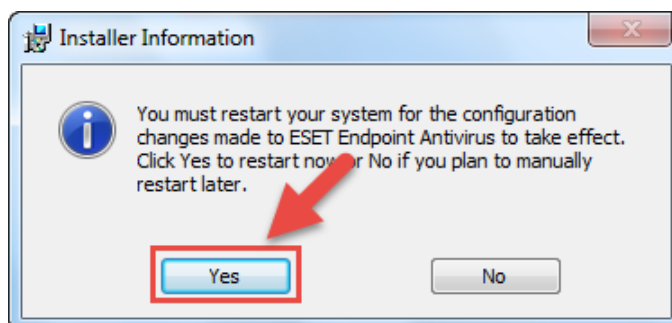 Installer Information
You must restart your system for the configuration
changes made to ESET Endpoint Antivirus to take effect.
Click Yes to restart now or No if you plan to manually
restart later.
Yes
No